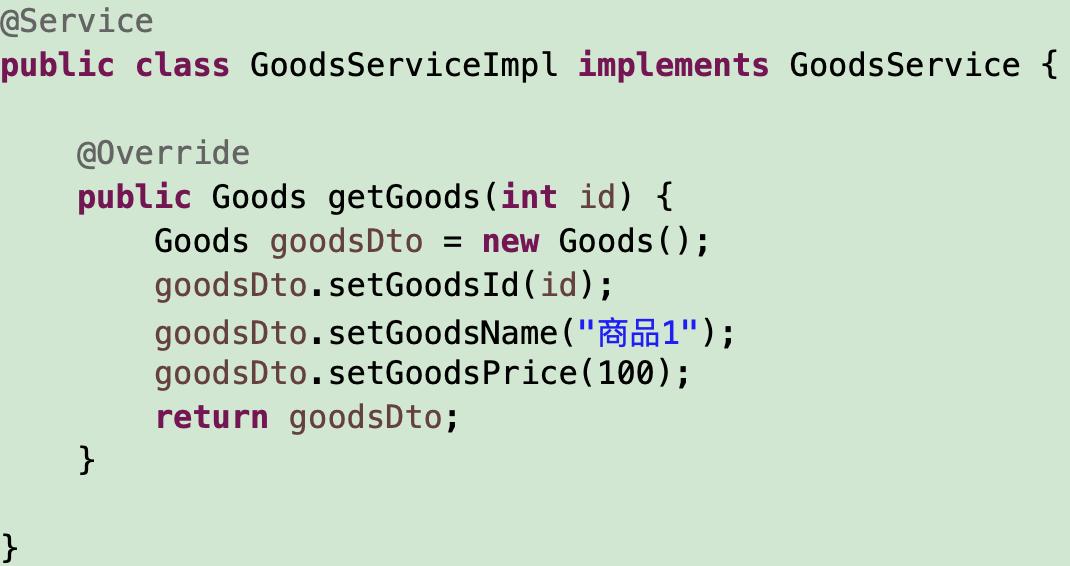 @Service
public class GoodsServiceImpl implements GoodsService {
@Override
public Goods getGoods(int id) {
Goods goodsDto = new Goods();
goodsDto.setGoodsId(id);
goodsDto.setGoodsName("商品1");
goodsDto.setGoodsPrice(100);
return goodsDto;
}
}